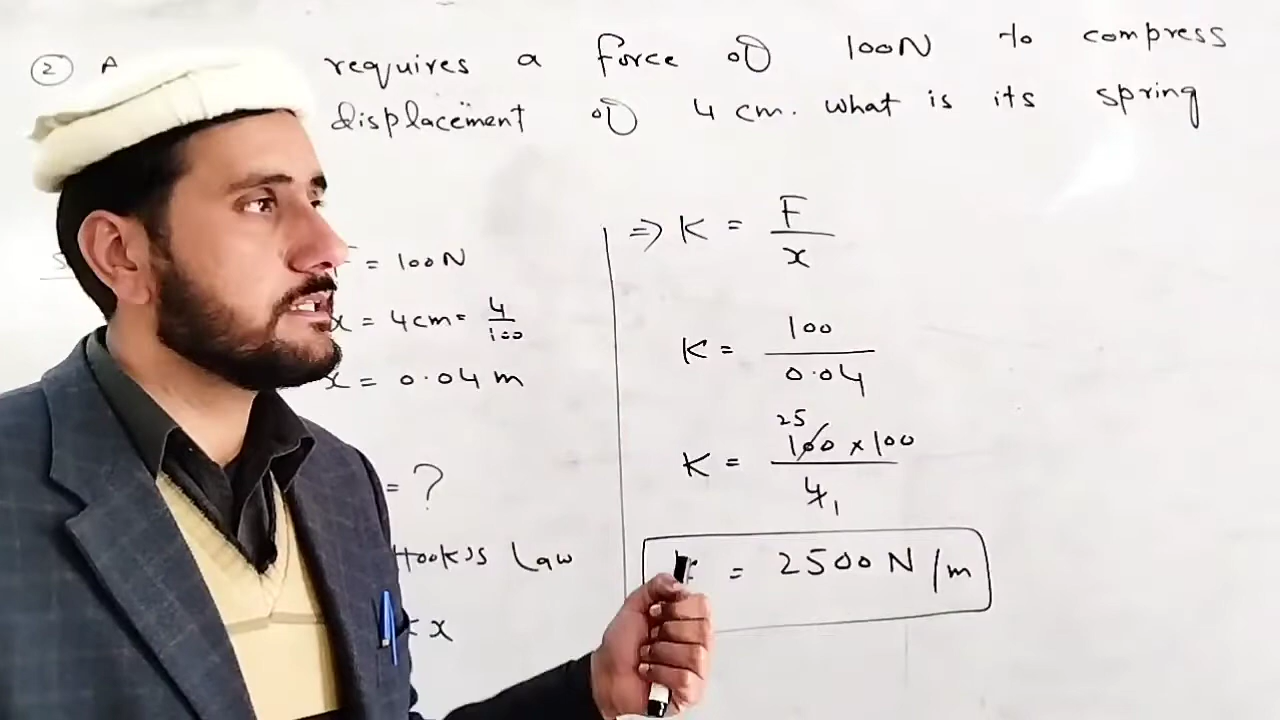 ② A requires a force of 100N to compress
displacement of 4 cm. what is its spring
= 100N
x = 4cm = 4/100
x = 0.04 m
= ?
Hook's Law
x
=> K = F/x
K = 100/0.04
K = 25 100 x 100 / 4 1
= 2500 N/m